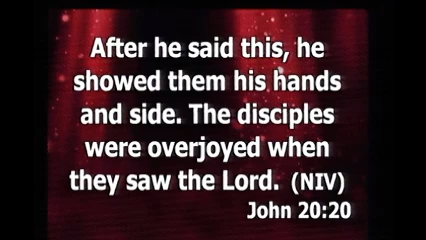 After he said this, he
showed them his hands
and side. The disciples
were overjoyed when
they saw the Lord. (NIV)
John 20:20